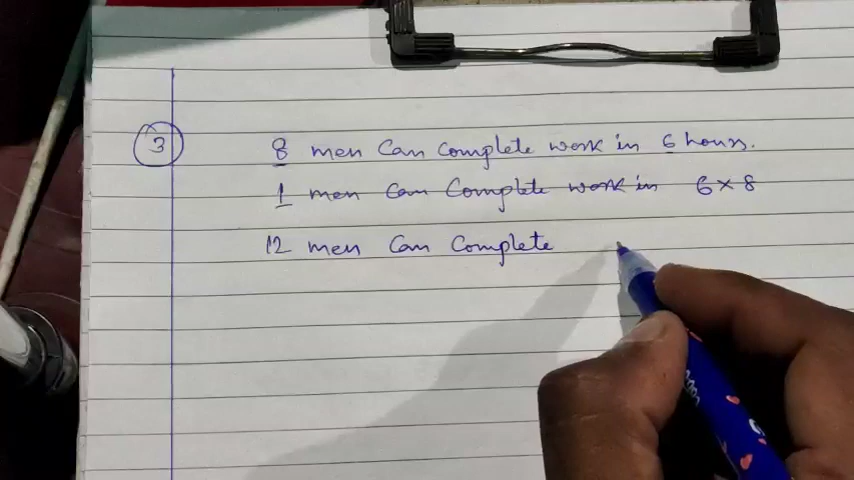 3 8 men can complete work in 6 hours.
1 men can complete work in 6 × 8
12 men can complete